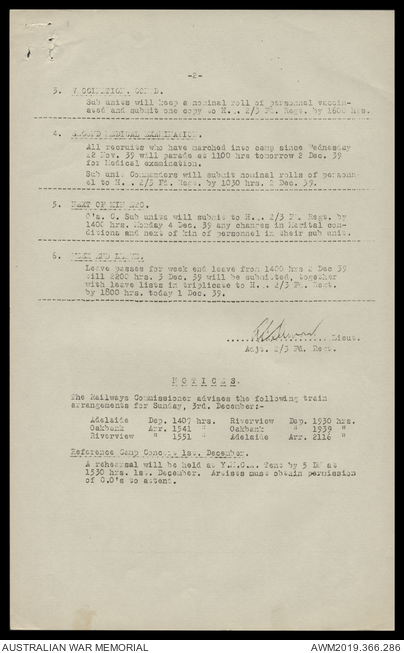 -2-
3. VACCINATION. CONTD.
Sub units will keep a nominal roll of personnel vaccin-
ated and submit one copy to H.Q. 2/3 Fd. Regt. by 1600 hrs.
4. SECOND MEDICAL EXAMINATION.
All recruits who have marched into camp since Wednesday
22 Nov. 39 will parade at 1100 hrs tomorrow 2 Dec. 39
for Medical examination.
Sub unit Commanders will submit nominal rolls of personn-
el to H.Q. 2/3 Fd. Regt. by 1030 hrs. 2 Dec. 39.
5. NEXT OF KIN ETC.
O's. C. Sub units will submit to H.Q. 2/3 Fd. Regt. by
1400 hrs. Monday 4 Dec. 39 any changes in Marital con-
ditions and next of kin of personnel in their sub unit.
6.
Leave passes for week end leave from 1400 hrs 2 Dec 39
till 2200 hrs. 3 Dec. 39 will be submitted, together
with leave lists in triplicate to H.Q. 2/3 Fd. Regt.
by 1800 hrs. today 1 Dec. 39.
Lieut.
Adjt. 2/3 Fd. Regt.
NOTICES.
The Railways Commissioner advises the following train
arrangements for Sunday, 3rd. December:-
Adelaide Dep. 1407 hrs. Riverview Dep. 1930 hrs.
Oakbank Arr. 1541 " Oakbank " 1939 "
Riverview " 1551 " Adelaide Arr. 2116 "
Reference Camp Concert 1st. December.
A rehearsal will be held at Y.M.C.A. Tent by 5 at
1530 hrs. 1st. December. Artists must obtain permission
of O.C's to attend.
AUSTRALIAN WAR MEMORIAL
AWM2019.366.286